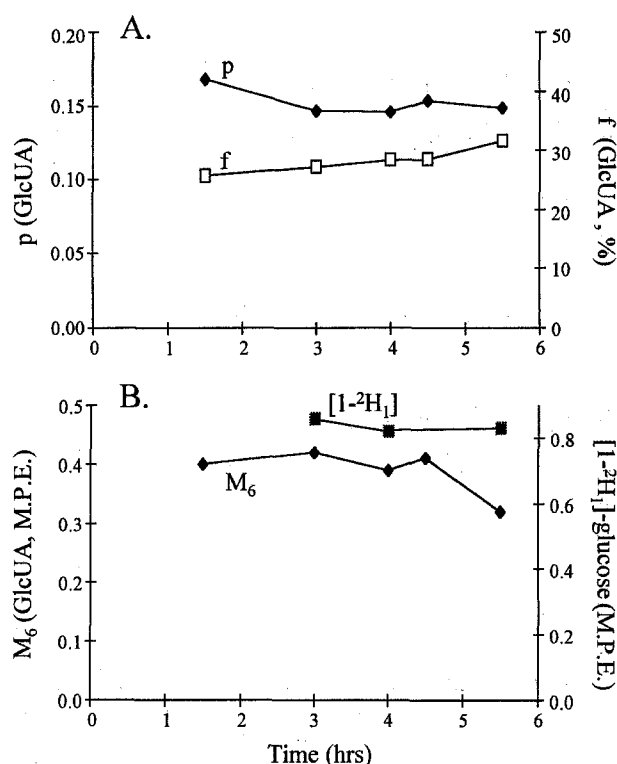 A.
0.20
0.15
0.10
0.05
0.00
p (GlcUA)
p
f
50
40
30
20
10
0
f (GlcUA, %)
0 1 2 3 4 5 6
B.
0.5
0.4
0.3
0.2
0.1
0.0
M₆ (GlcUA, M.P.E.)
[1-²H₁]
M₆
0.8
0.6
0.4
0.2
0.0
[1-²H₁]-glucose (M.P.E.)
0 1 2 3 4 5 6
Time (hrs)